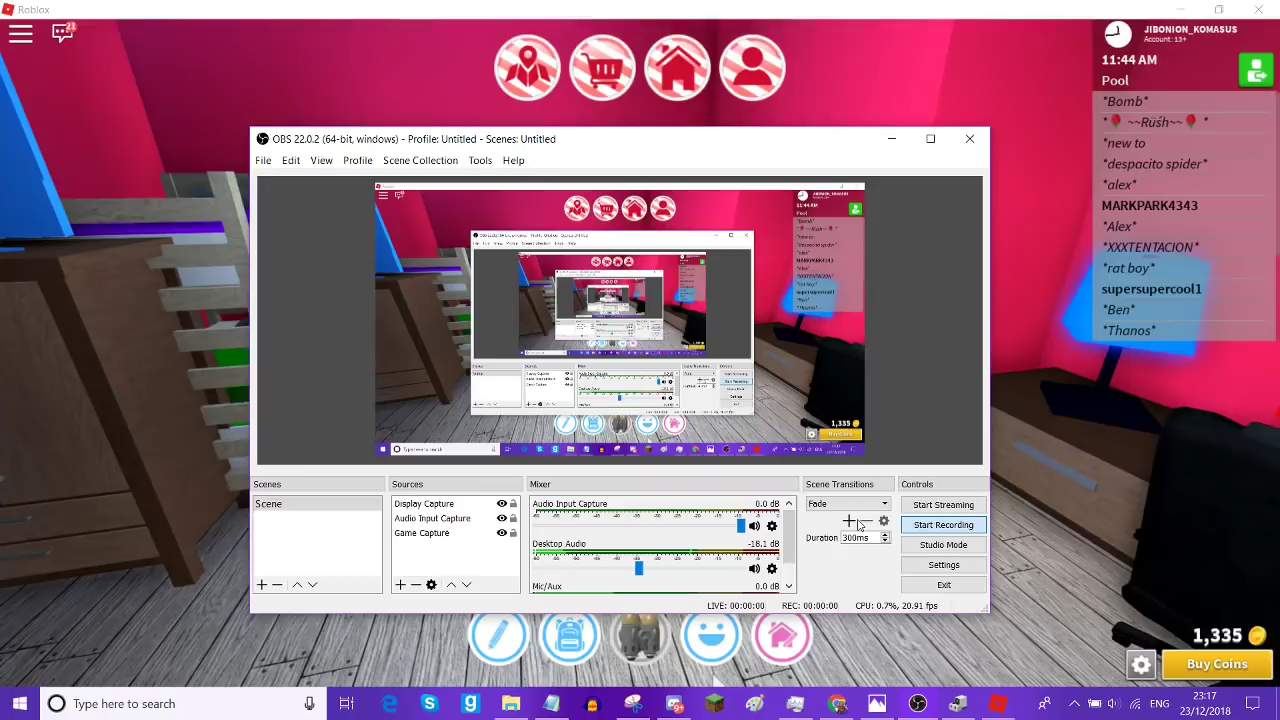 Roblox
21
JIBONION_KOMASUS
Account: 13+
11:44 AM
Pool
*Bomb*
*🌹 ~~Rüśh~~🌹 *
*new to
*despacito spider*
*alex*
MARKPARK4343
*Alex*
*XXXTENTACION*
*rat boy*
supersupercool1
*Ben*
*Thanos*
OBS 22.0.2 (64-bit, windows) - Profile: Untitled - Scenes: Untitled
File Edit View Profile Scene Collection Tools Help
Scenes
Scene
Sources
Display Capture
Audio Input Capture
Game Capture
Mixer
Audio Input Capture 0.0 dB
Desktop Audio -18.1 dB
Mic/Aux 0.0 dB
Scene Transitions
Fade
Duration 300ms
Controls
Start Streaming
Start Recording
Studio Mode
Settings
Exit
LIVE: 00:00:00 REC: 00:00:00 CPU: 0.7%, 20.91 fps
1,335
Buy Coins
Type here to search
ENG
23:17
23/12/2018